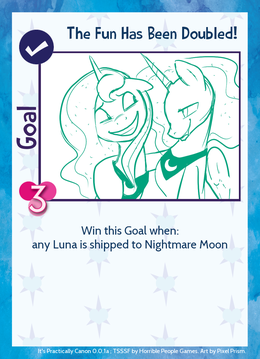 The Fun Has Been Doubled!
Goal
3
Win this Goal when:
any Luna is shipped to Nightmare Moon
It's Practically Canon 0.0.1a ; TSSSF by Horrible People Games. Art by Pixel Prism.